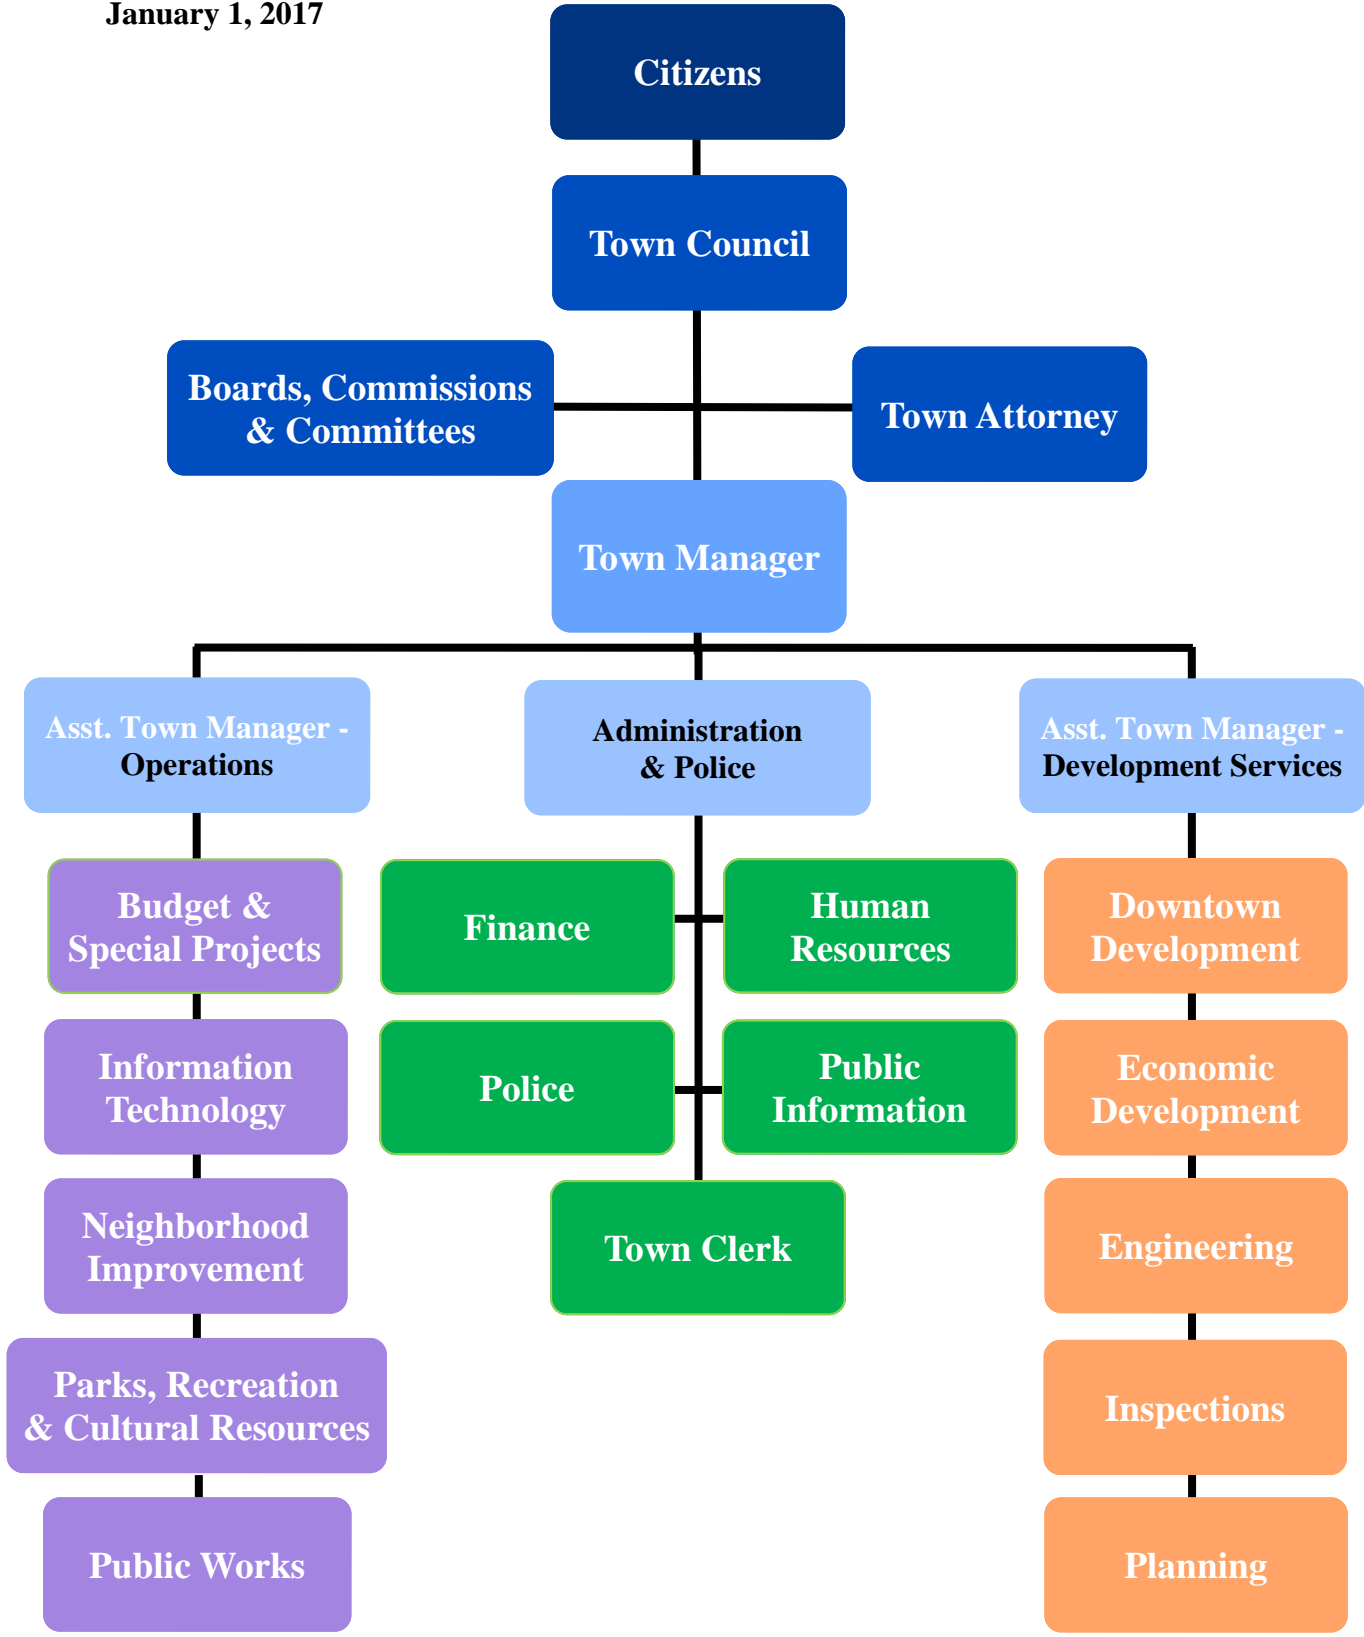 January 1, 2017
Citizens
Town Council
Boards, Commissions
& Committees
Town Attorney
Town Manager
Asst. Town Manager -
Operations
Administration
& Police
Asst. Town Manager -
Development Services
Budget &
Special Projects
Information
Technology
Neighborhood
Improvement
Parks, Recreation
& Cultural Resources
Public Works
Finance
Human
Resources
Police
Public
Information
Town Clerk
Downtown
Development
Economic
Development
Engineering
Inspections
Planning